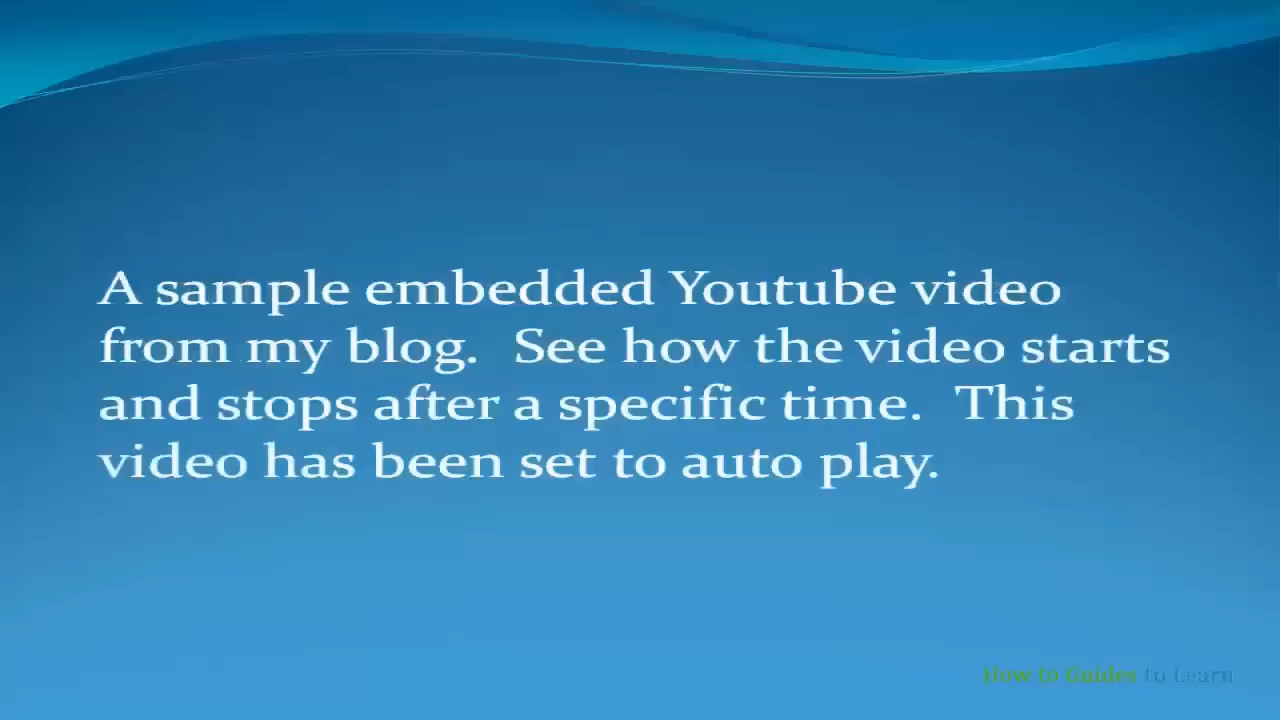 A sample embedded Youtube video
from my blog.  See how the video starts
and stops after a specific time.  This
video has been set to auto play.
How to Guides to Learn